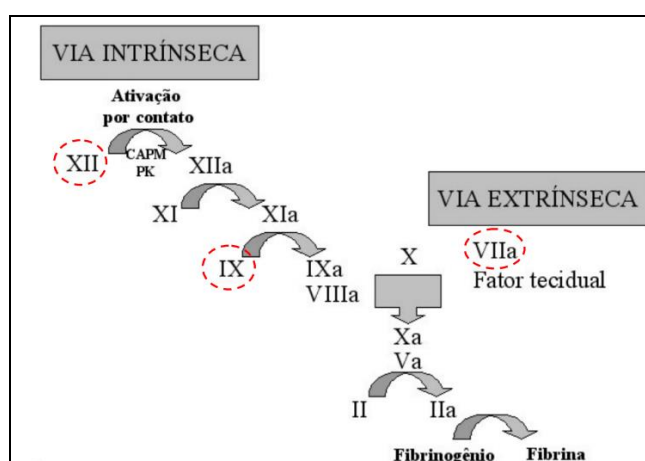 VIA INTRÍNSECA
Ativação
por contato
XII
CAPM
PK
XIIa
XI
XIa
VIA EXTRÍNSECA
IX
IXa
VIIIa
X
VIIa
Fator tecidual
Xa
Va
II
IIa
Fibrinogênio
Fibrina